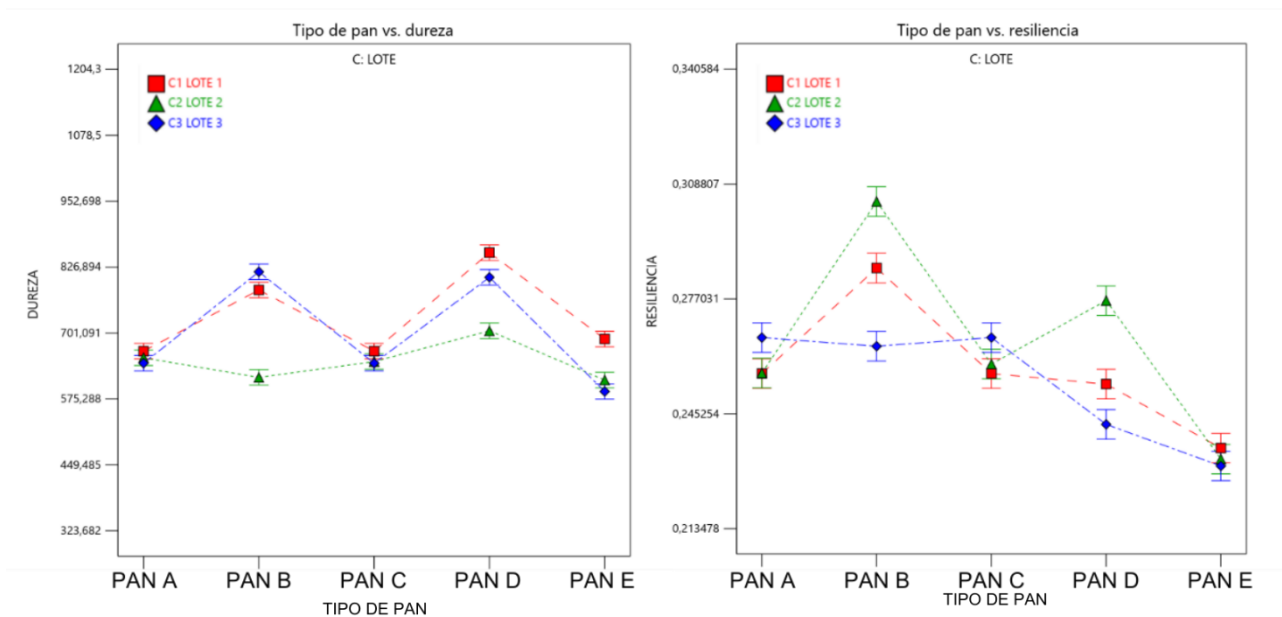 Tipo de pan vs. dureza
C: LOTE
C1 LOTE 1
C2 LOTE 2
C3 LOTE 3
DUREZA
1204,3
1078,5
952,698
826,894
701,091
575,288
449,485
323,682
PAN A PAN B PAN C PAN D PAN E
TIPO DE PAN
Tipo de pan vs. resiliencia
C: LOTE
C1 LOTE 1
C2 LOTE 2
C3 LOTE 3
RESILIENCIA
0,340584
0,308807
0,277031
0,245254
0,213478
PAN A PAN B PAN C PAN D PAN E
TIPO DE PAN